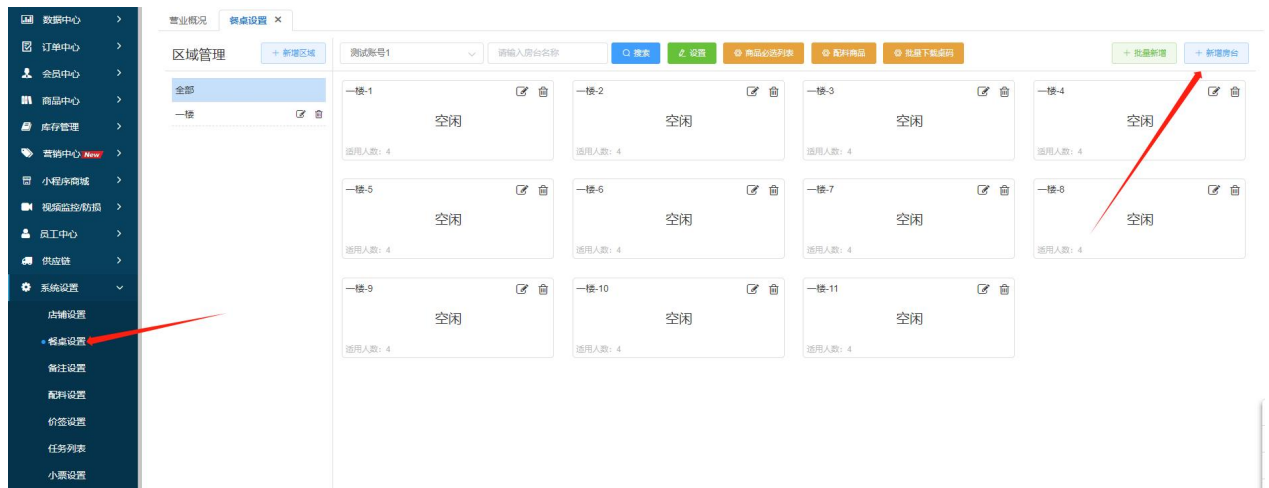 数据中心
订单中心
会员中心
商品中心
库存管理
营销中心 New
小程序商城
视频监控/防损
员工中心
供应链
系统设置
店铺设置
餐桌设置
备注设置
配料设置
价签设置
任务列表
小票设置
营业概况 餐桌设置 ×
区域管理 + 新增区域
全部
一楼
测试账号1 请输入房台名称 搜索 设置 商品必选列表 配料商品 批量下载桌码 + 批量新增 + 新增房台
一楼-1 一楼-2 一楼-3 一楼-4
空闲 空闲 空闲 空闲
适用人数: 4 适用人数: 4 适用人数: 4 适用人数: 4
一楼-5 一楼-6 一楼-7 一楼-8
空闲 空闲 空闲 空闲
适用人数: 4 适用人数: 4 适用人数: 4 适用人数: 4
一楼-9 一楼-10 一楼-11
空闲 空闲 空闲
适用人数: 4 适用人数: 4 适用人数: 4